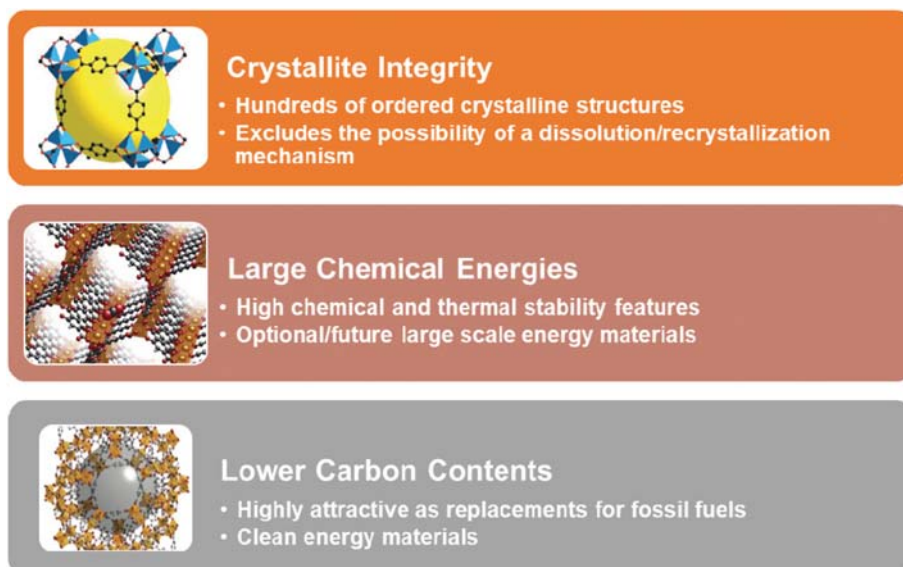 Crystallite Integrity
• Hundreds of ordered crystalline structures
• Excludes the possibility of a dissolution/recrystallization
mechanism
Large Chemical Energies
• High chemical and thermal stability features
• Optional/future large scale energy materials
Lower Carbon Contents
• Highly attractive as replacements for fossil fuels
• Clean energy materials